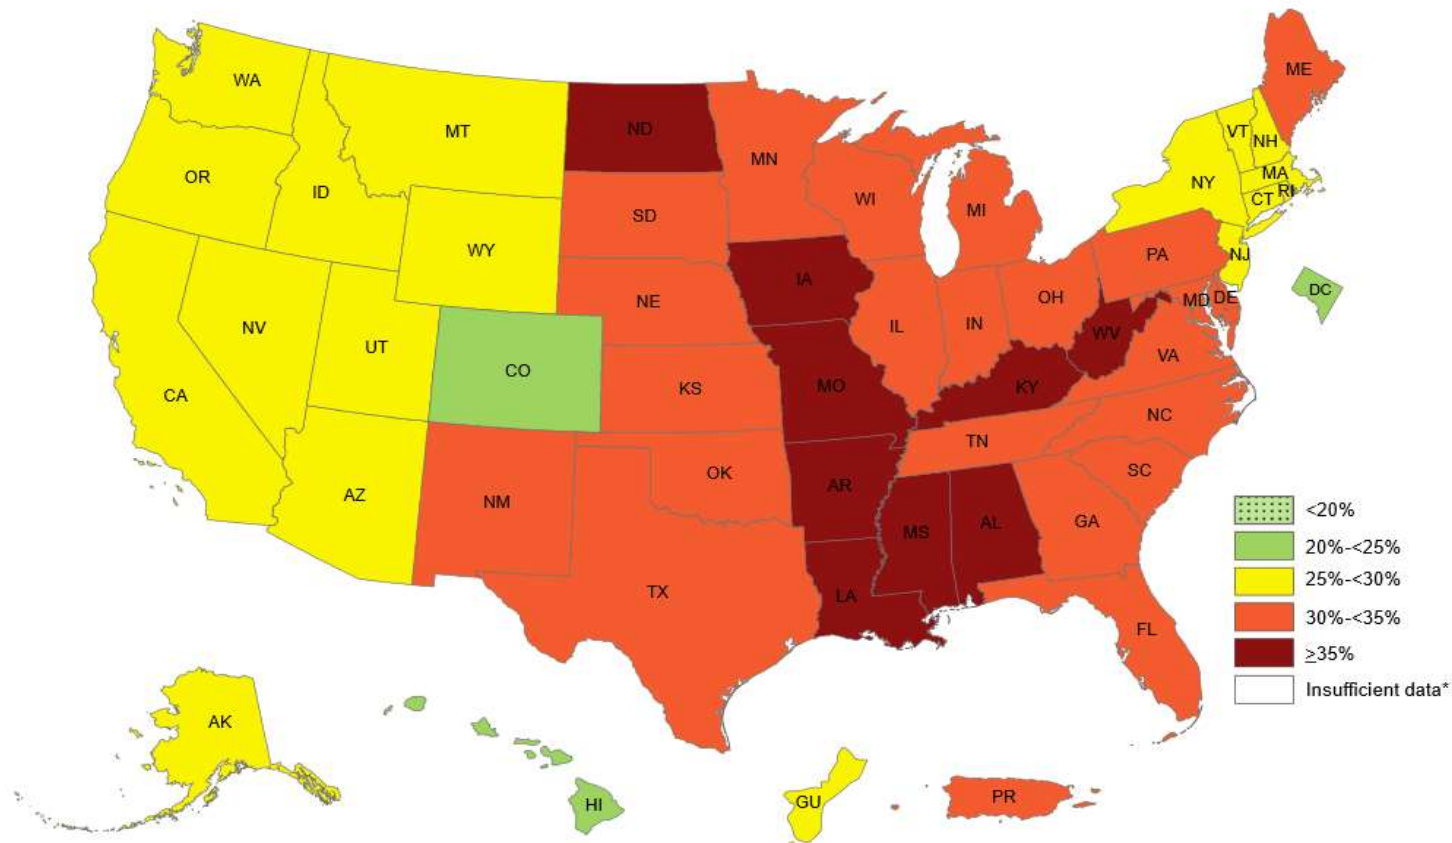 WA
MT
ND
MN
ME
VT
NH
OR
ID
SD
WI
MI
NY
MA
CT
RI
WY
IA
NE
PA
NJ
NV
UT
CO
IL
IN
OH
MD
DE
DC
WV
VA
CA
KS
MO
KY
AZ
NM
OK
AR
TN
NC
SC
MS
AL
GA
TX
LA
FL
<20%
20%-<25%
25%-<30%
30%-<35%
≥35%
Insufficient data*
AK
HI
GU
PR